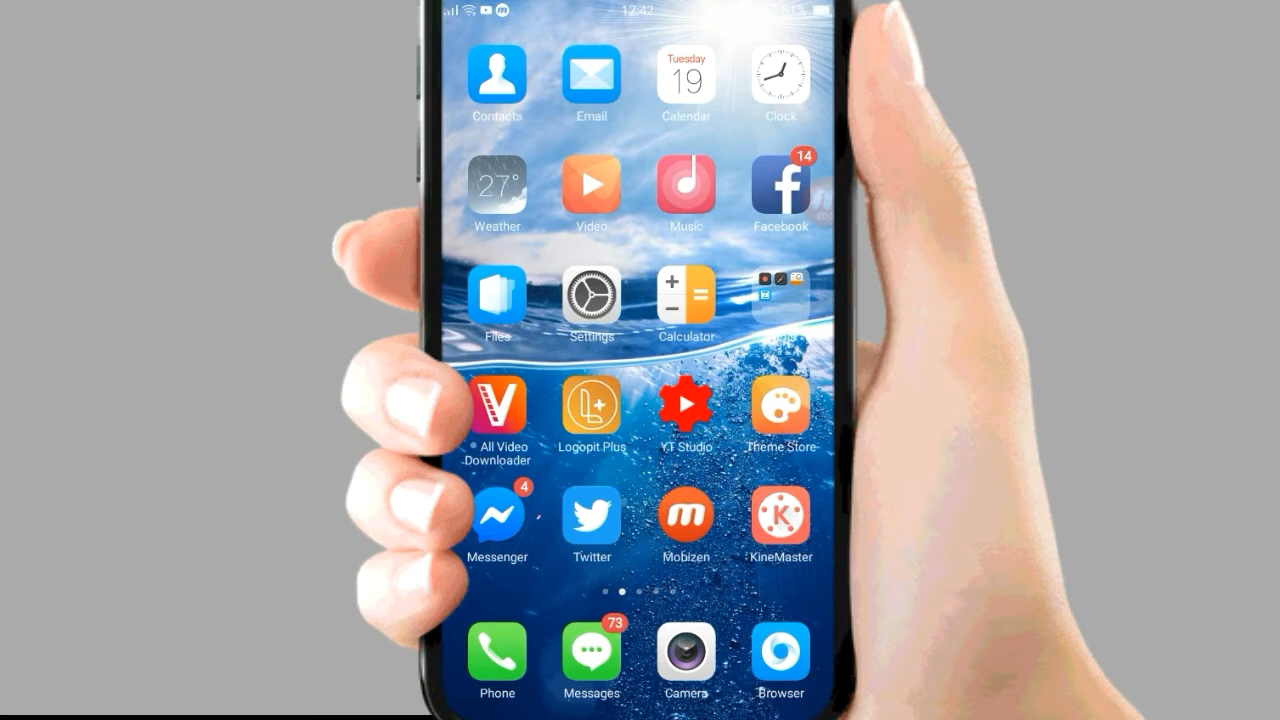 12:42
Tuesday
19
Contacts
Email
Calendar
Clock
27°
14
Weather
Video
Music
Facebook
Files
Settings
Calculator
All Video
Downloader
Logopit Plus
YT Studio
Theme Store
4
K
Messenger
Twitter
Mobizen
KineMaster
73
Phone
Messages
Camera
Browser